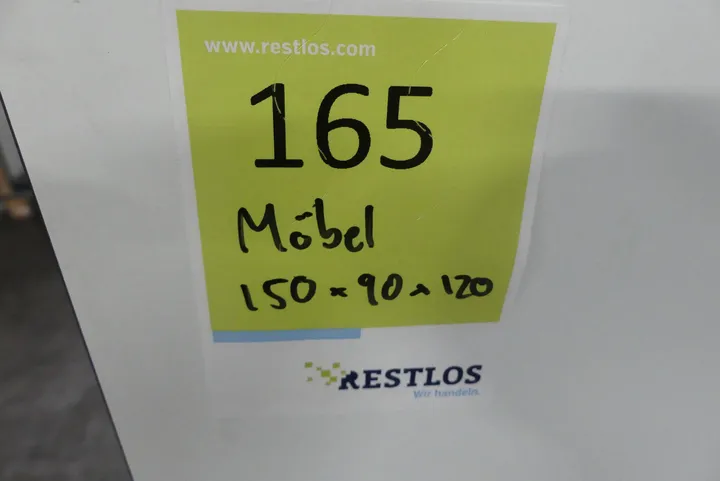 www.restlos.com
165
Möbel
150 x 90 x 120
RESTLOS
Wir handeln.